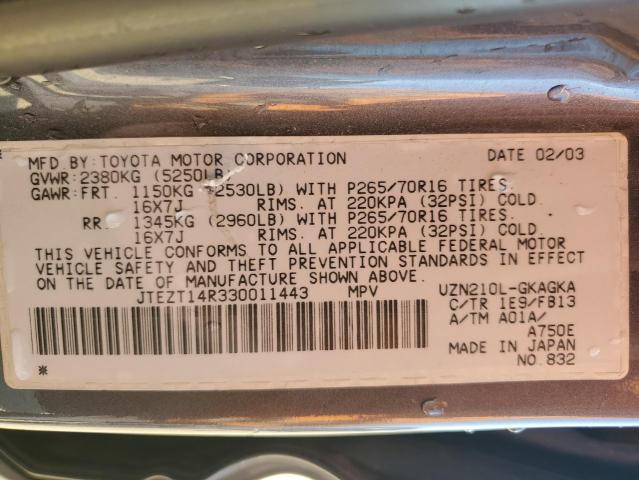 MFD BY: TOYOTA MOTOR CORPORATION DATE 02/03
GVWR: 2380KG (5250LB)
GAWR: FRT. 1150KG (2530LB) WITH P265/70R16 TIRES.
16X7J RIMS. AT 220KPA (32PSI) COLD
RR. 1345KG (2960LB) WITH P265/70R16 TIRES.
16X7J RIMS. AT 220KPA (32PSI) COLD.
THIS VEHICLE CONFORMS TO ALL APPLICABLE FEDERAL MOTOR
VEHICLE SAFETY AND THEFT PREVENTION STANDARDS IN EFFECT
ON THE DATE OF MANUFACTURE SHOWN ABOVE.
JTEZT14R330011443 MPV UZN210L-GKAGKA
C/TR 1E9/FB13
A/TM A01A/
A750E
MADE IN JAPAN
NO. 832